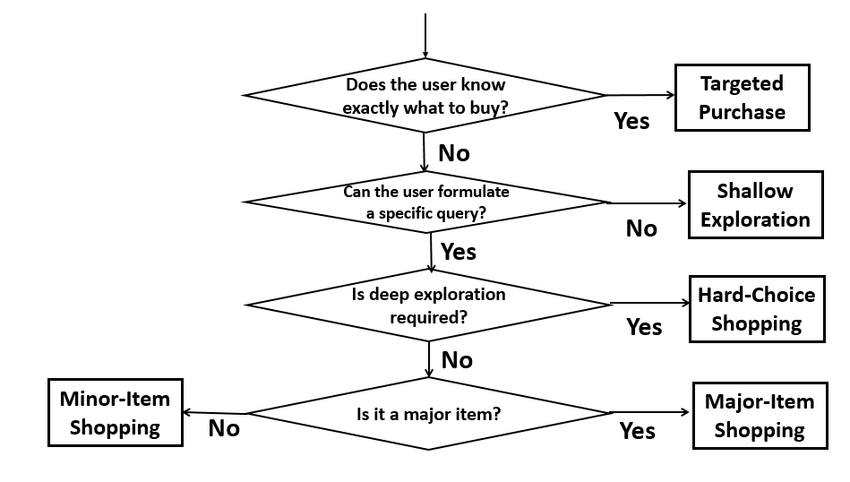 Does the user know
exactly what to buy?
Yes
Targeted
Purchase
No
Can the user formulate
a specific query?
No
Shallow
Exploration
Yes
Is deep exploration
required?
Yes
Hard-Choice
Shopping
No
Minor-Item
Shopping
No
Is it a major item?
Yes
Major-Item
Shopping